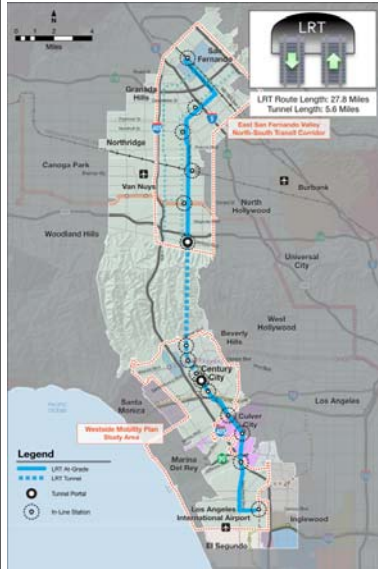 N
0 2 4
Miles
LRT
LRT Route Length: 27.8 Miles
Tunnel Length: 5.6 Miles
San
Fernando
Granada
Hills
East San Fernando Valley
North-South Transit Corridor
Northridge
Canoga Park
Van Nuys
Burbank
North
Hollywood
Woodland Hills
Universal
City
West
Hollywood
Beverly
Hills
Century
City
Santa
Monica
Los Angeles
PACIFIC
OCEAN
Culver
City
Westside Mobility Plan
Study Area
Marina
Del Rey
Legend
LRT At-Grade
LRT Tunnel
Tunnel Portal
In-Line Station
Los Angeles
International Airport
Inglewood
El Segundo